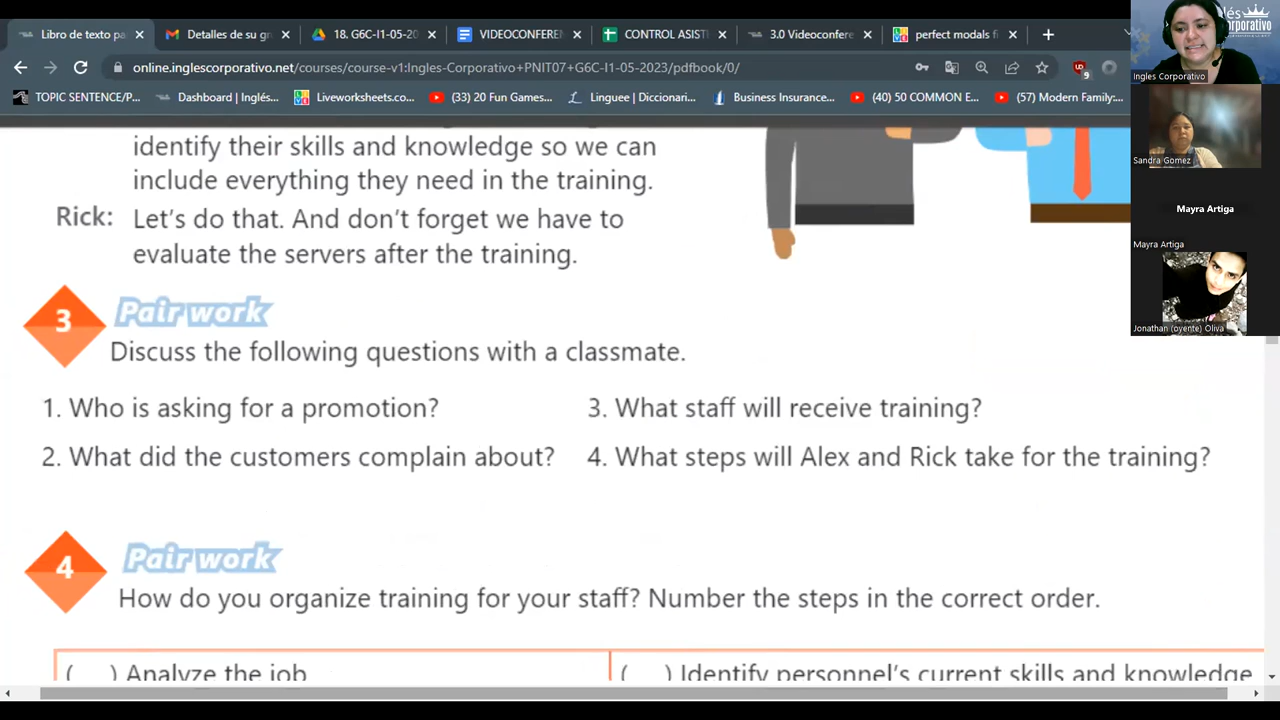 Libro de texto pa
Detalles de su gr
18. G6C-I1-05-20
VIDEOCONFEREN
CONTROL ASIST
3.0 Videoconfere
perfect modals fi
online.inglescorporativo.net/courses/course-v1:Ingles-Corporativo+PNIT07+G6C-I1-05-2023/pdfbook/0/
9
TOPIC SENTENCE/P...
Dashboard | Inglés...
Liveworksheets.co...
(33) 20 Fun Games...
Linguee | Diccionari...
Business Insurance...
(40) 50 COMMON E...
(57) Modern Family:...
identify their skills and knowledge so we can
include everything they need in the training.
Rick: Let's do that. And don't forget we have to
evaluate the servers after the training.
3 Pair work
Discuss the following questions with a classmate.
1. Who is asking for a promotion?
2. What did the customers complain about?
3. What staff will receive training?
4. What steps will Alex and Rick take for the training?
4 Pair work
How do you organize training for your staff? Number the steps in the correct order.
( ) Analyze the job
( ) Identify personnel's current skills and knowledge
Ingles Corporativo
Sandra Gomez
Mayra Artiga
Mayra Artiga
Jonathan (oyente) Oliva